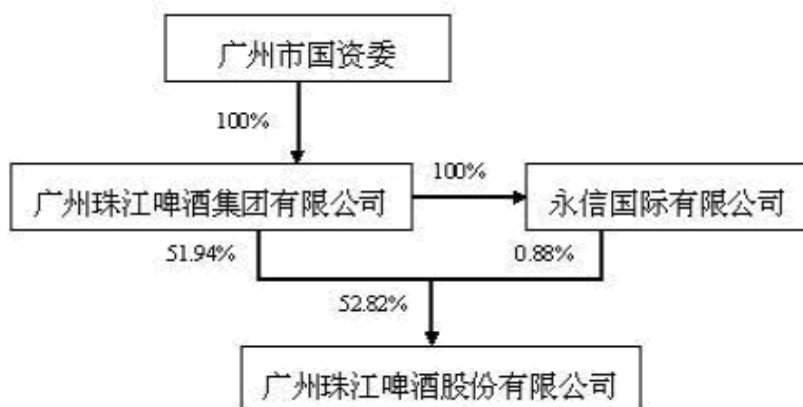 广州市国资委
100%
广州珠江啤酒集团有限公司
100%
永信国际有限公司
51.94%
0.88%
52.82%
广州珠江啤酒股份有限公司